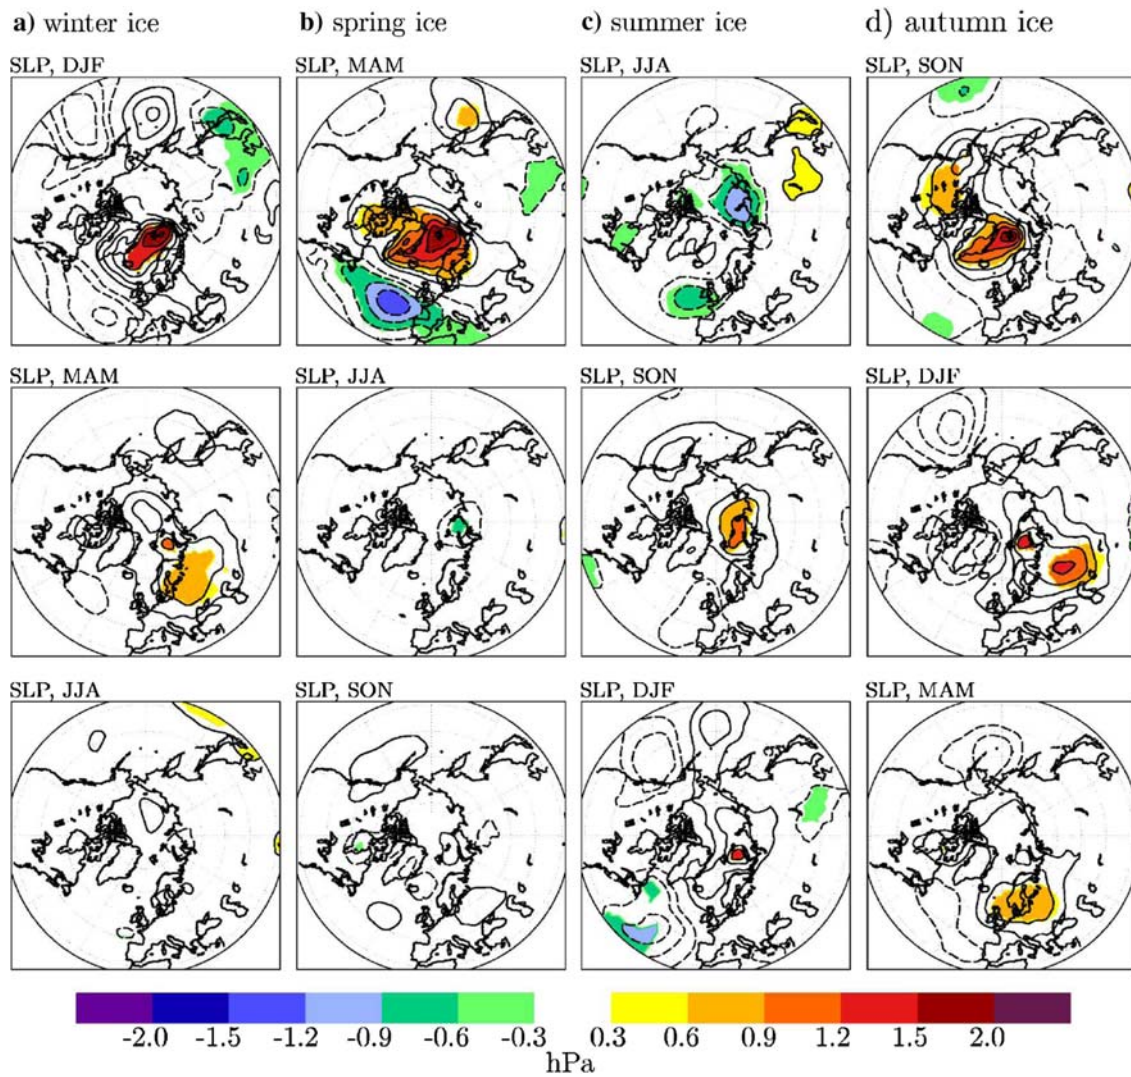 a) winter ice b) spring ice c) summer ice d) autumn ice
SLP, DJF SLP, MAM SLP, JJA SLP, SON
SLP, MAM SLP, JJA SLP, SON SLP, DJF
SLP, JJA SLP, SON SLP, DJF SLP, MAM
-2.0 -1.5 -1.2 -0.9 -0.6 -0.3 0.3 0.6 0.9 1.2 1.5 2.0
hPa